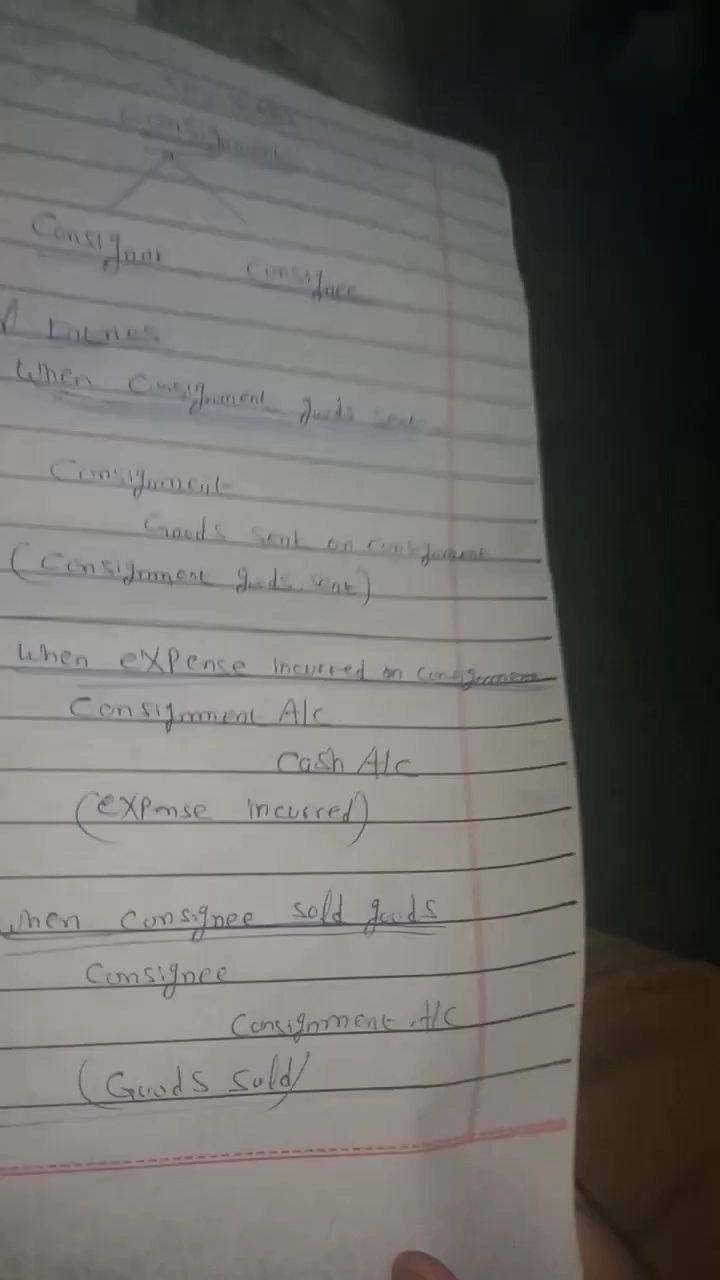 Consignment
Consignor Consignee
Entries
When Consignment goods sent
Consignment
Goods sent on consignment
(Consignment goods sent)
When eXPense incurred on consignment
Consignment A/c
Cash A/c
(eXPense incurred)
When consignee sold goods
Consignee
Consignment A/c
(Goods sold)